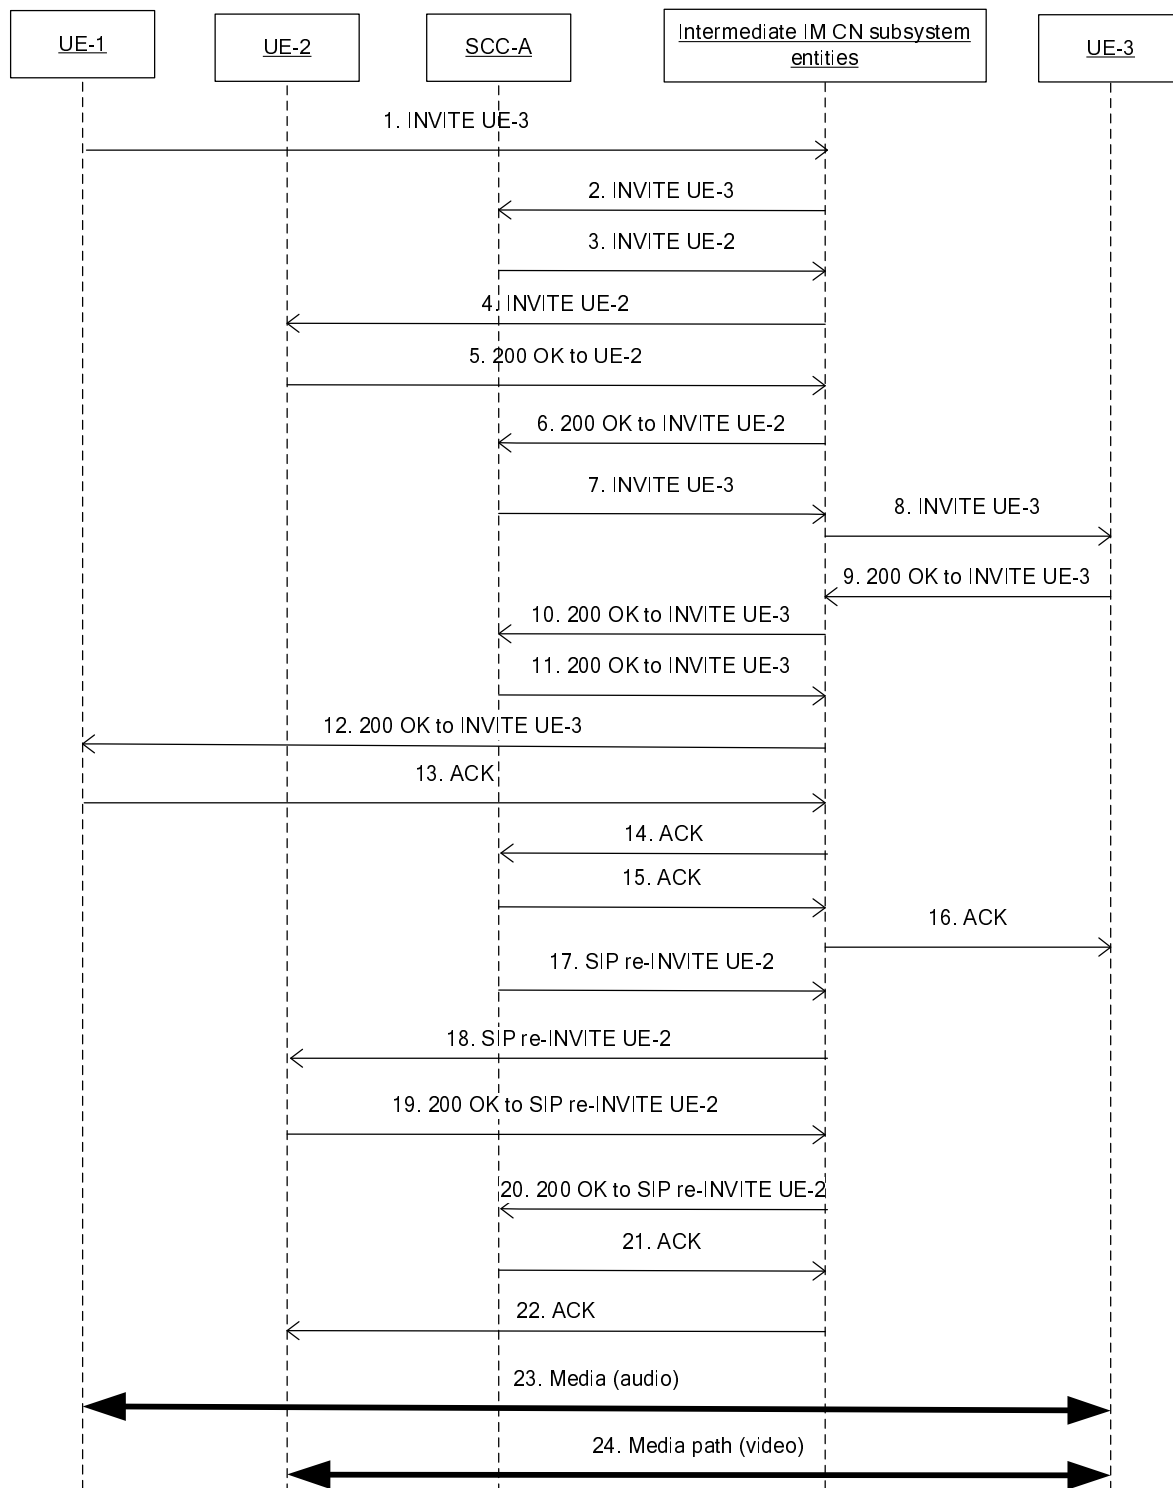 UE-1
UE-2
SCC-A
Intermediate IM CN subsystem
entities
UE-3
1. INVITE UE-3
2. INVITE UE-3
3. INVITE UE-2
4. INVITE UE-2
5. 200 OK to UE-2
6. 200 OK to INVITE UE-2
7. INVITE UE-3
8. INVITE UE-3
9. 200 OK to INVITE UE-3
10. 200 OK to INVITE UE-3
11. 200 OK to INVITE UE-3
12. 200 OK to INVITE UE-3
13. ACK
14. ACK
15. ACK
16. ACK
17. SIP re-INVITE UE-2
18. SIP re-INVITE UE-2
19. 200 OK to SIP re-INVITE UE-2
20. 200 OK to SIP re-INVITE UE-2
21. ACK
22. ACK
23. Media (audio)
24. Media path (video)